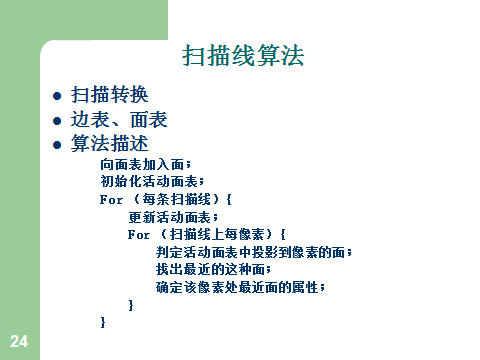 扫描线算法
扫描转换
边表、面表
算法描述
向面表加入面；
初始化活动面表；
For （每条扫描线）{
更新活动面表；
For （扫描线上每像素）{
判定活动面表中投影到像素的面；
找出最近的这种面；
确定该像素处最近面的属性；
}
}
24